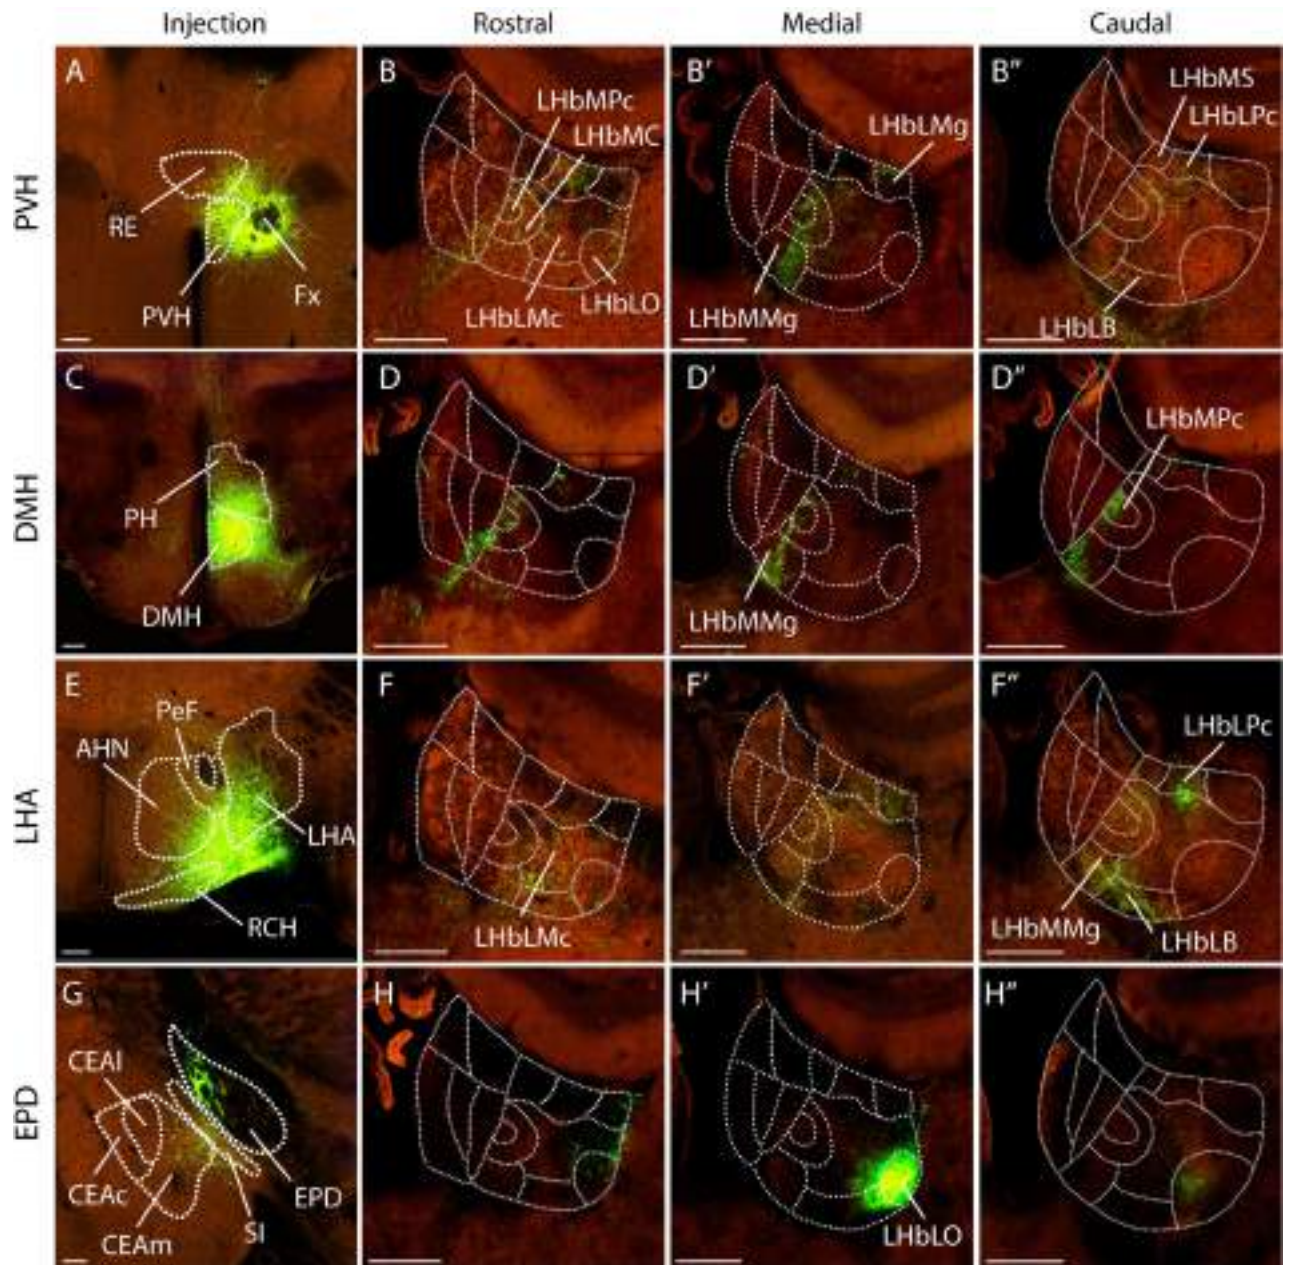 Injection Rostral Medial Caudal
PVH
A
RE
PVH
Fx
B
LHbMPc
LHbMC
LHbLMc
LHbLO
B'
LHbLMg
LHbMMg
B"
LHbMS
LHbLPc
LHbLB
DMH
C
PH
DMH
D
D'
LHbMMg
D"
LHbMPc
LHA
E
PeF
AHN
LHA
RCH
F
LHbLMc
F'
F"
LHbLPc
LHbMMg
LHbLB
EPD
G
CEAl
CEAc
CEAm
SI
EPD
H
H'
LHbLO
H"